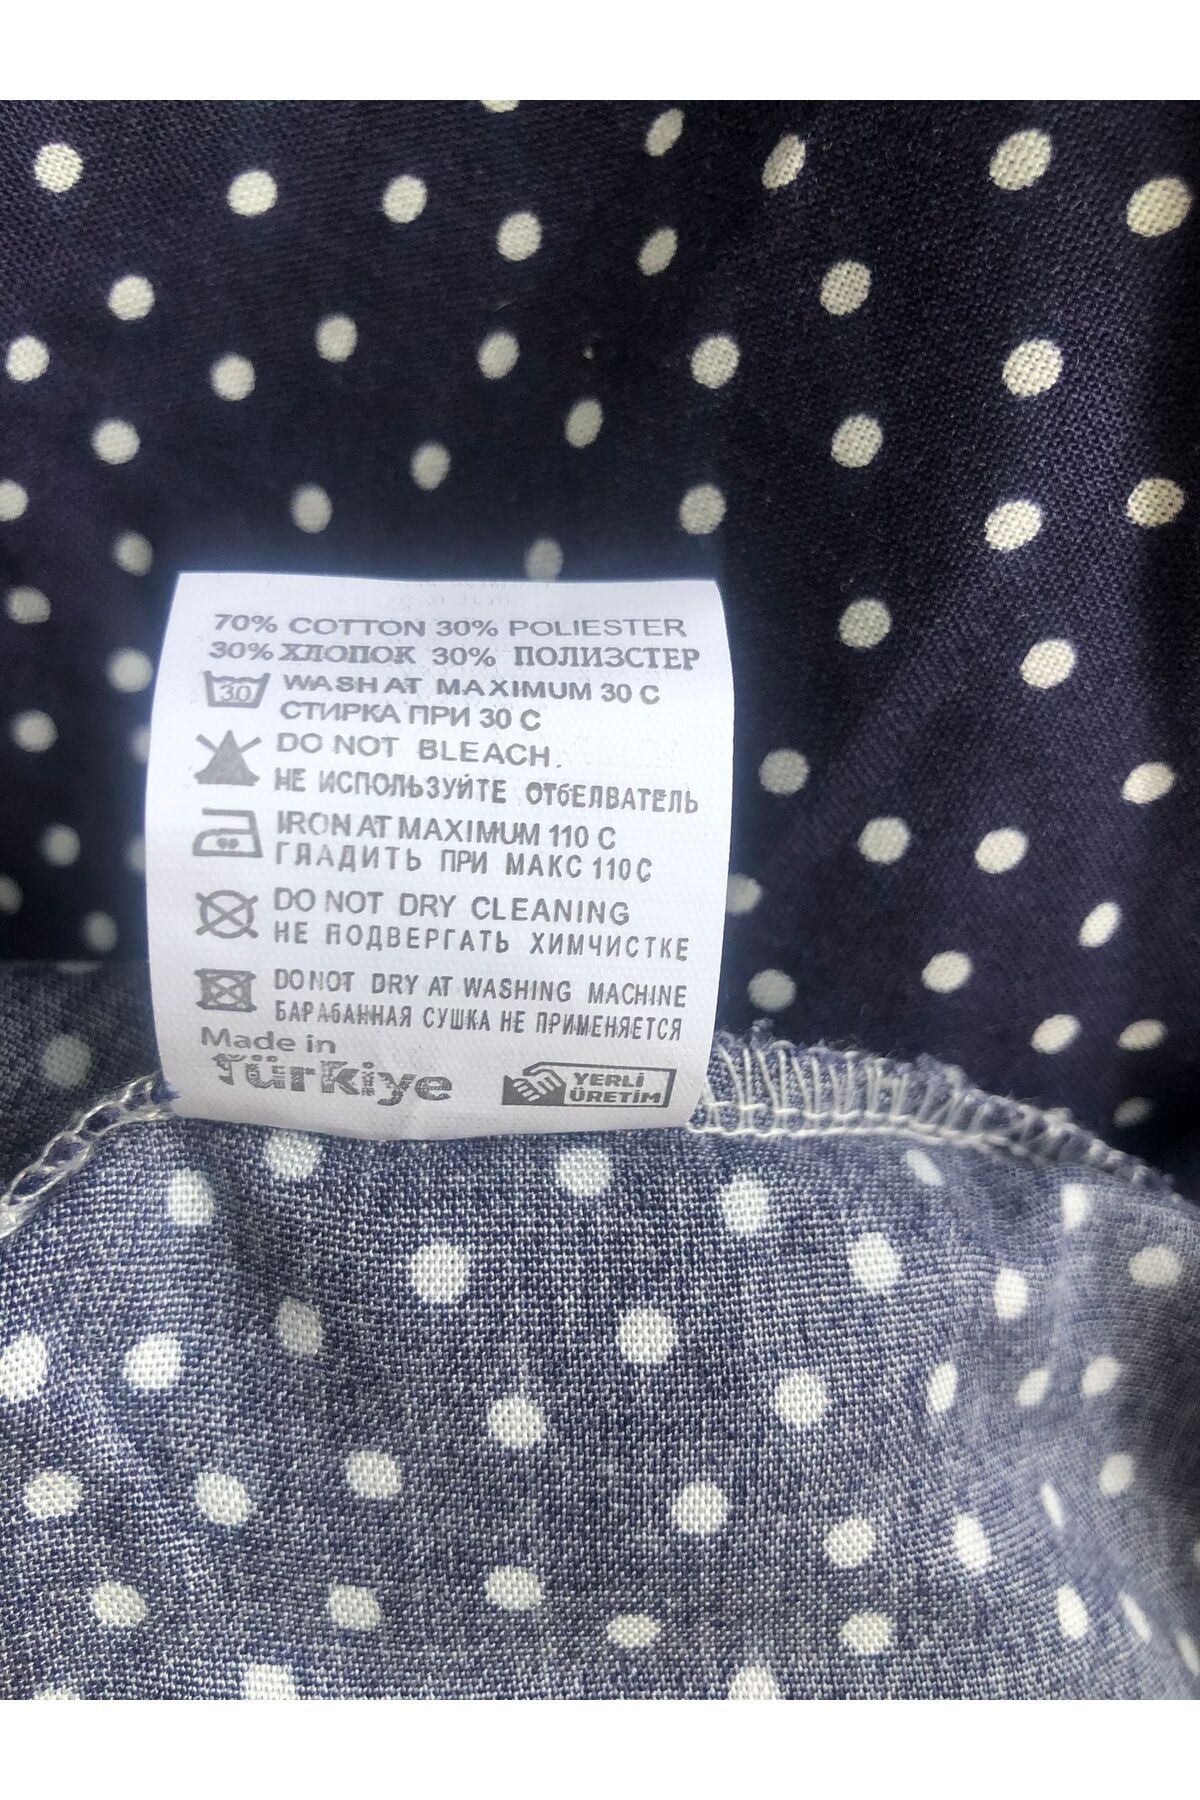 70% COTTON 30% POLIESTER
30% ХЛОПОК 30% ПОЛИЗСТЕР
30 WASH AT MAXIMUM 30 C
СТИРКА ПРИ 30 С
DO NOT BLEACH.
НЕ ИСПОЛЬЗУЙТЕ ОТбЕЛВАТЕЛЬ
IRON AT MAXIMUM 110 C
ГЛАДИТЬ ПРИ МАКС 110 С
DO NOT DRY CLEANING
НЕ ПОДВЕРГАТЬ ХИМЧИСТКЕ
DO NOT DRY AT WASHING MACHINE
БАРАбАННАЯ СУШКА НЕ ПРИМЕНЯЕТСЯ
Made in
Türkiye
YERLİ
ÜRETİM